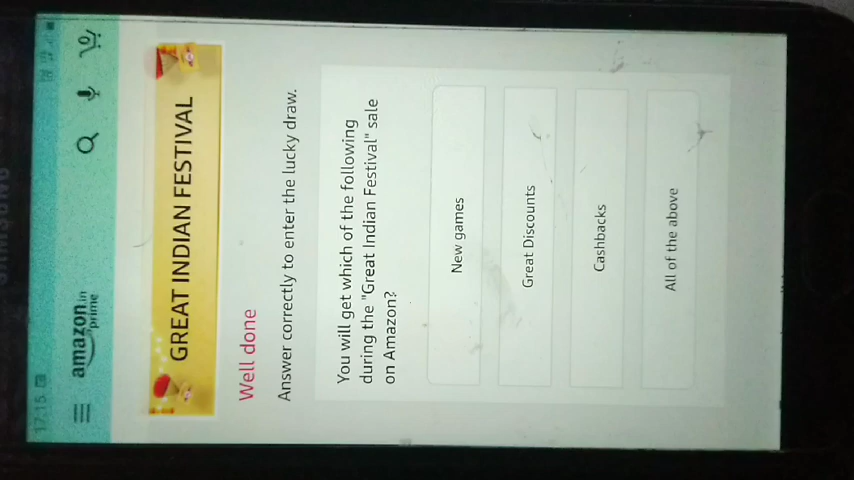 17:15
amazon.in
prime
GREAT INDIAN FESTIVAL
Well done
Answer correctly to enter the lucky draw.
You will get which of the following
during the "Great Indian Festival" sale
on Amazon?
New games
Great Discounts
Cashbacks
All of the above